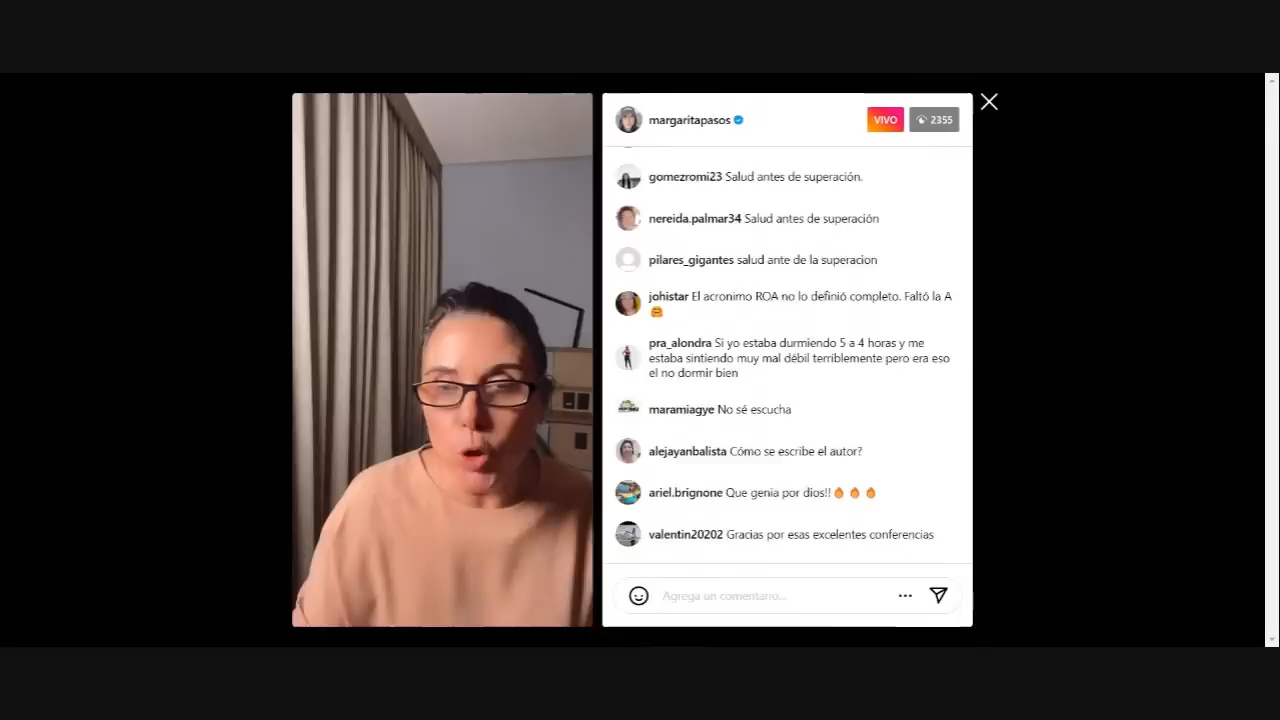 margaritapasos
VIVO
2355
gomezromi23 Salud antes de superación.
nereida.palmar34 Salud antes de superación
pilares_gigantes salud ante de la superacion
johistar El acronimo ROA no lo definió completo. Faltó la A
🤗
pra_alondra Si yo estaba durmiendo 5 a 4 horas y me
estaba sintiendo muy mal débil terriblemente pero era eso
el no dormir bien
maramiagye No sé escucha
alejayanbalista Cómo se escribe el autor?
ariel.brignone Que genia por dios!!🔥🔥🔥
valentin20202 Gracias por esas excelentes conferencias
Agrega un comentario...